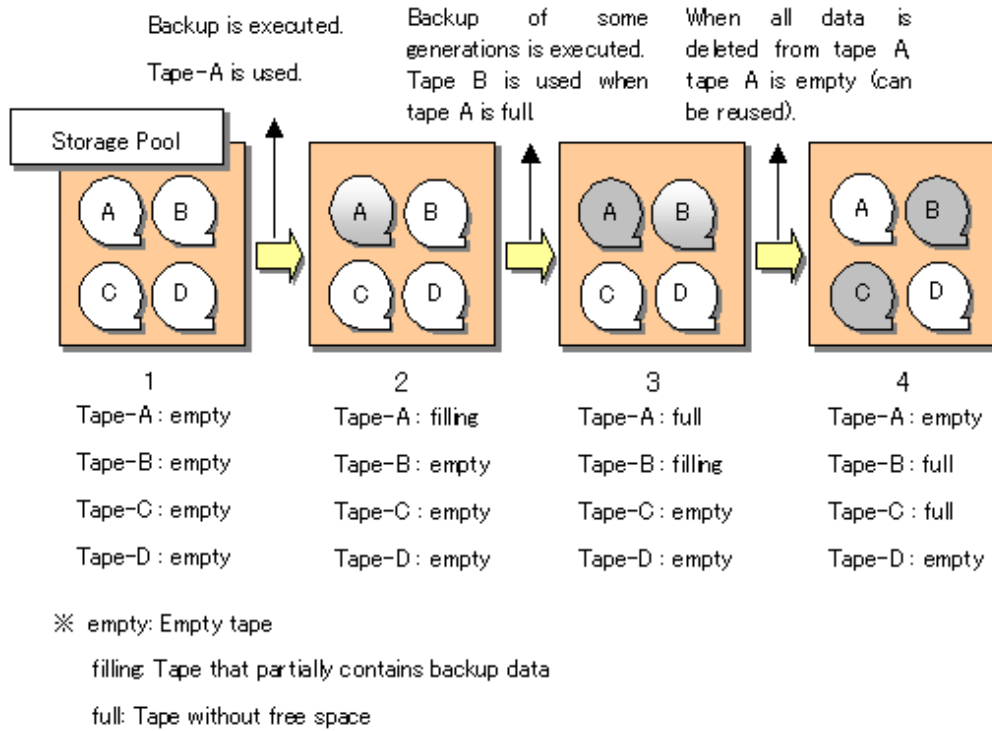 Backup is executed.
Tape-A is used.
Backup of some
generations is executed.
Tape B is used when
tape A is full.
When all data is
deleted from tape A,
tape A is empty (can
be reused).
Storage Pool
A B
C D
A B
C D
A B
C D
A B
C D
1
Tape-A : empty
Tape-B : empty
Tape-C : empty
Tape-D : empty
2
Tape-A : filling
Tape-B : empty
Tape-C : empty
Tape-D : empty
3
Tape-A : full
Tape-B : filling
Tape-C : empty
Tape-D : empty
4
Tape-A : empty
Tape-B : full
Tape-C : full
Tape-D : empty
※ empty: Empty tape
filling: Tape that partially contains backup data
full: Tape without free space